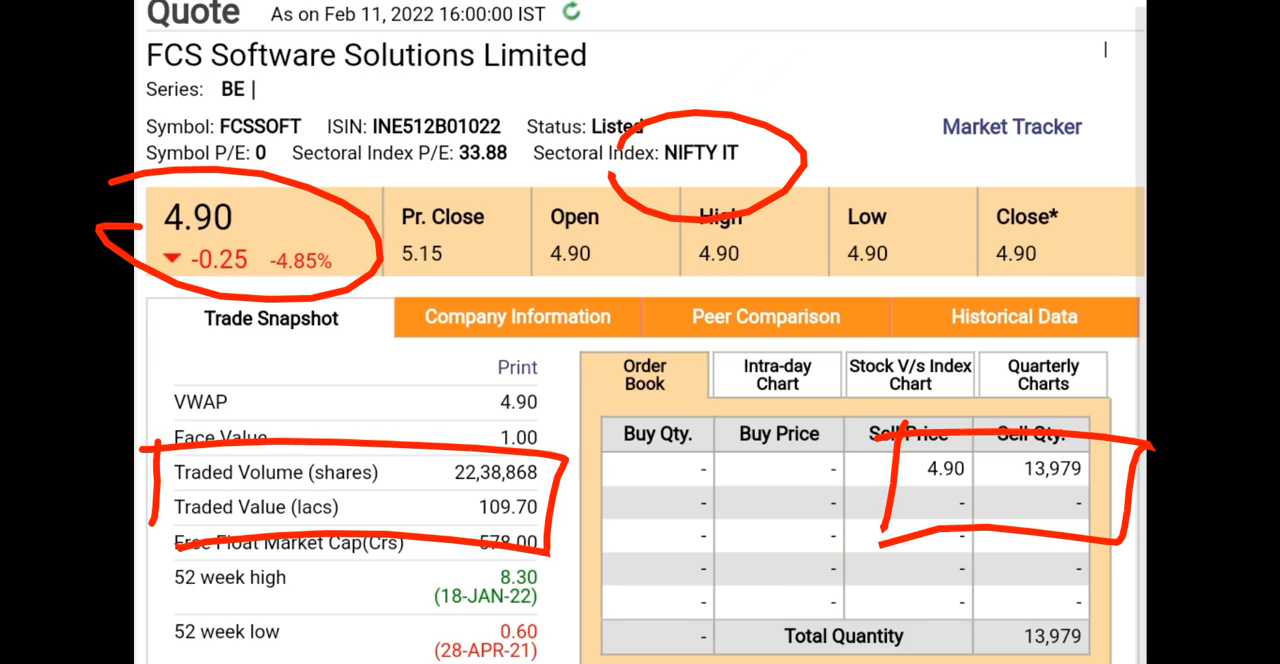 Quote As on Feb 11, 2022 16:00:00 IST
FCS Software Solutions Limited |
Series: BE |
Symbol: FCSSOFT ISIN: INE512B01022 Status: Listed Market Tracker
Symbol P/E: 0 Sectoral Index P/E: 33.88 Sectoral Index: NIFTY IT
4.90 Pr. Close Open High Low Close*
-0.25 -4.85% 5.15 4.90 4.90 4.90 4.90
Trade Snapshot Company Information Peer Comparison Historical Data
Print
Order Book Intra-day Chart Stock V/s Index Chart Quarterly Charts
VWAP 4.90
Face Value 1.00
Traded Volume (shares) 22,38,868
Traded Value (lacs) 109.70
Free Float Market Cap(Crs) 578.00
52 week high 8.30
(18-JAN-22)
52 week low 0.60
(28-APR-21)
Buy Qty. Buy Price Sell Price Sell Qty.
- - 4.90 13,979
- - - -
- - -
- - - -
- - - -
- Total Quantity 13,979